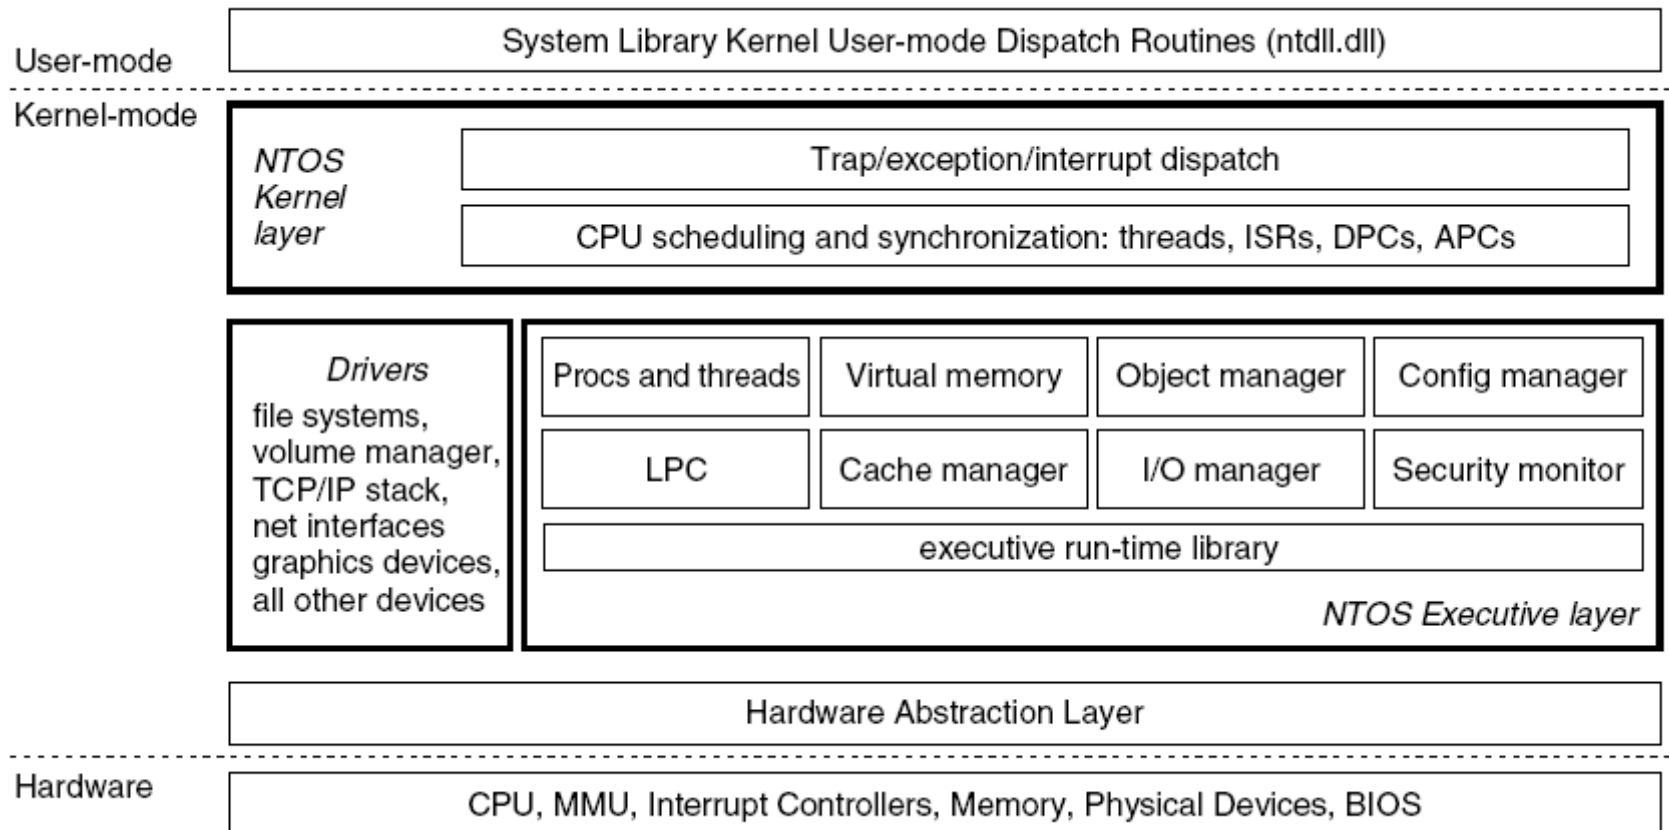 User-mode
System Library Kernel User-mode Dispatch Routines (ntdll.dll)
Kernel-mode
NTOS
Kernel
layer
Trap/exception/interrupt dispatch
CPU scheduling and synchronization: threads, ISRs, DPCs, APCs
Drivers
file systems,
volume manager,
TCP/IP stack,
net interfaces
graphics devices,
all other devices
Procs and threads
Virtual memory
Object manager
Config manager
LPC
Cache manager
I/O manager
Security monitor
executive run-time library
NTOS Executive layer
Hardware Abstraction Layer
Hardware
CPU, MMU, Interrupt Controllers, Memory, Physical Devices, BIOS